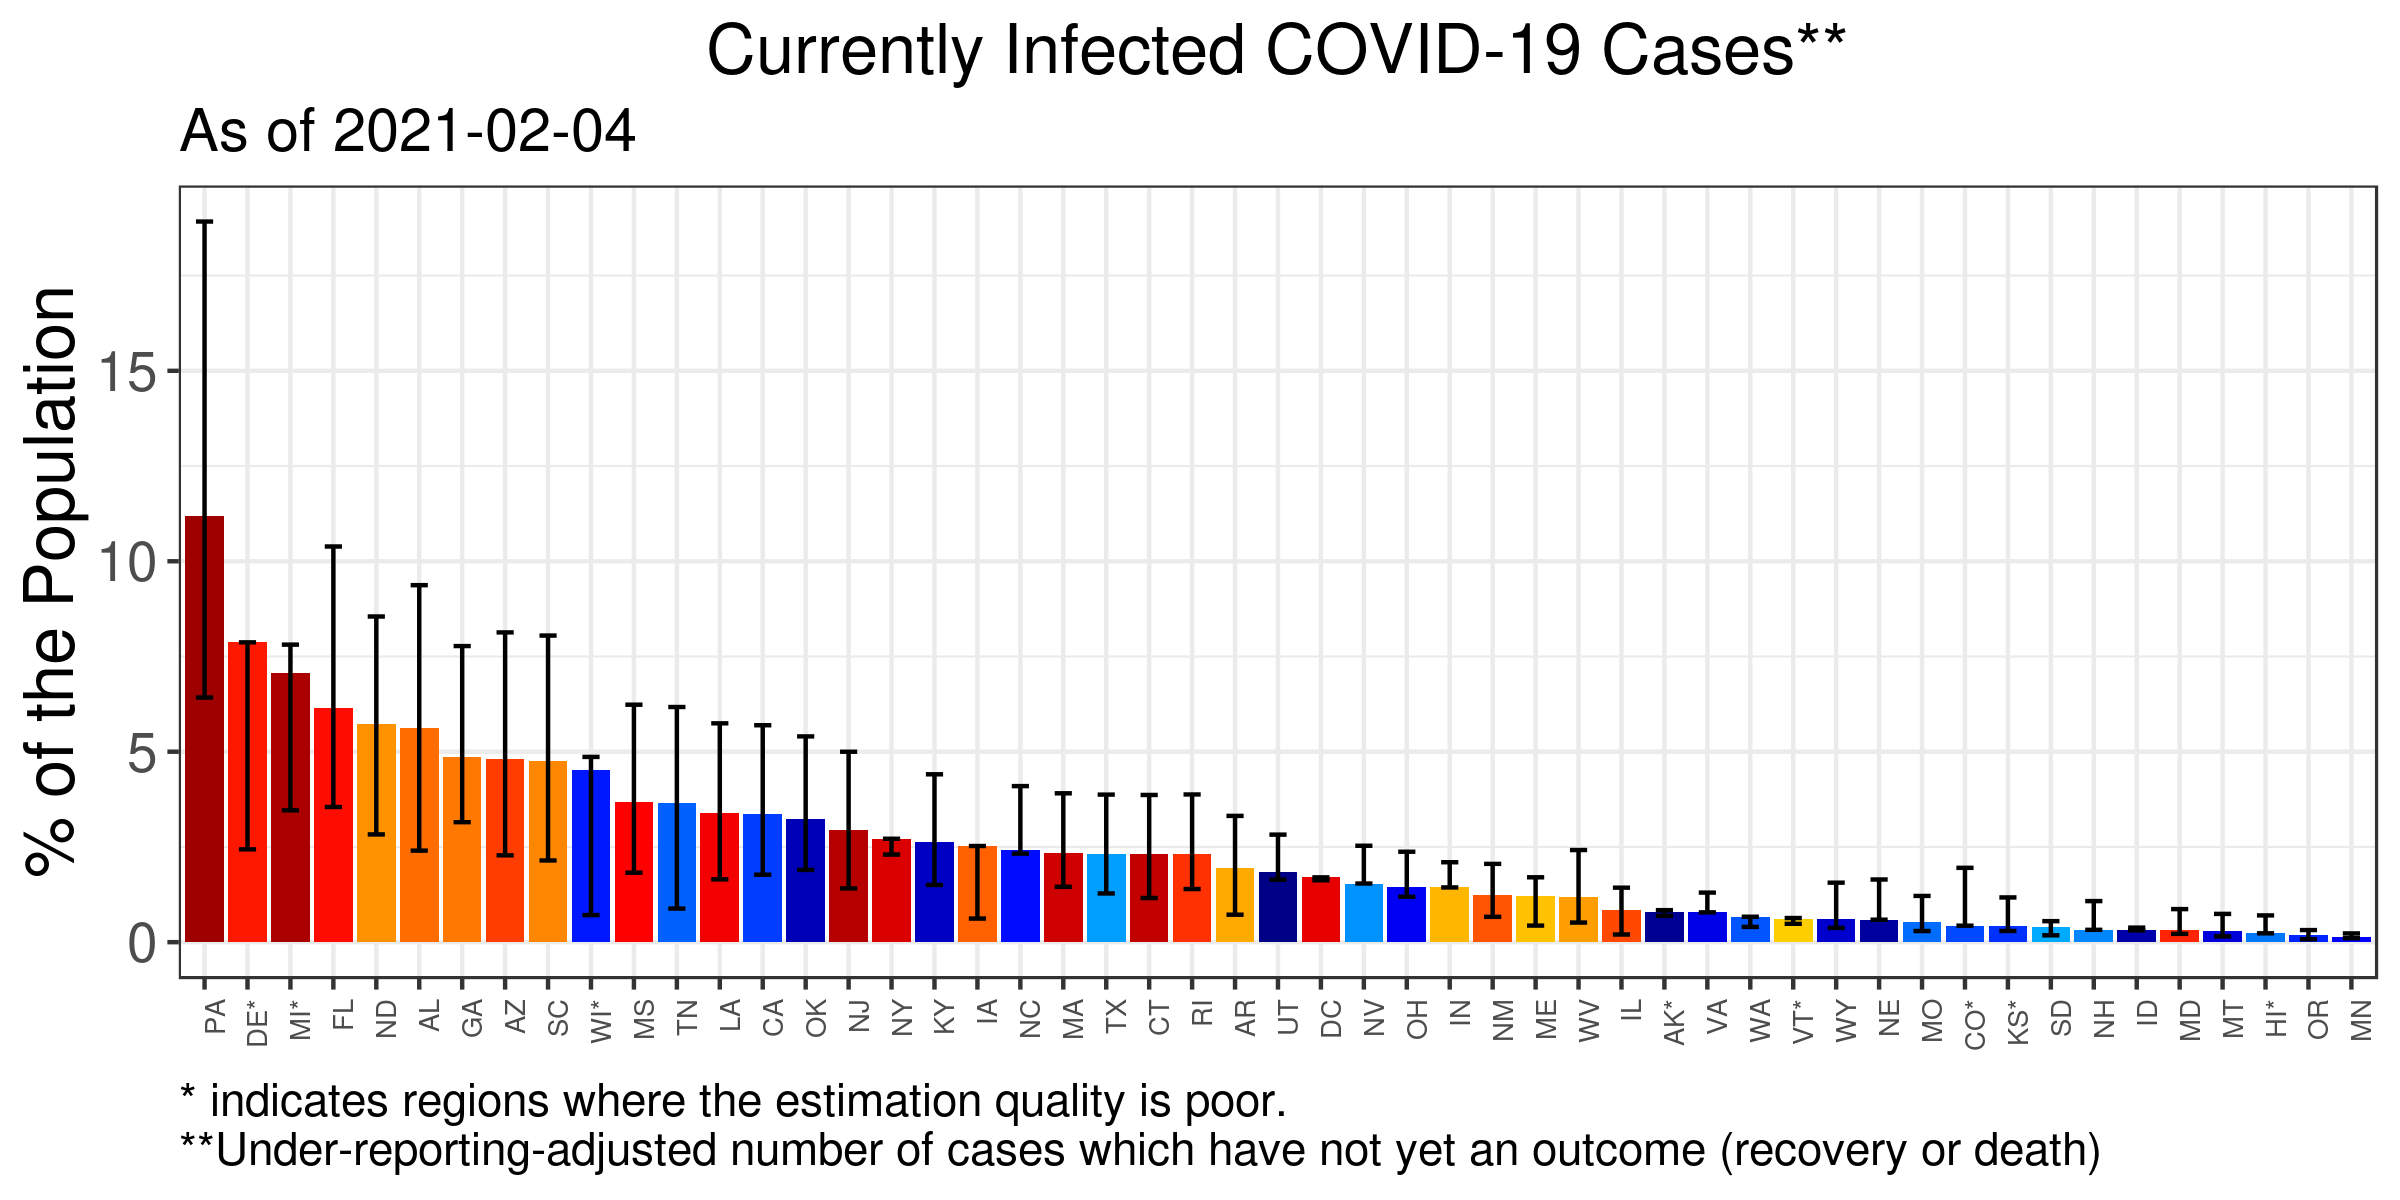 Currently Infected COVID-19 Cases**
As of 2021-02-04
% of the Population
15
10
5
0
PA DE* MI* FL ND AL GA AZ SC WI* MS TN LA CA OK NJ NY KY IA NC MA TX CT RI AR UT DC NV OH IN NM ME WV IL AK* VA WA VT* WY NE MO CO* KS* SD NH ID MD MT HI* OR MN
* indicates regions where the estimation quality is poor.
**Under-reporting-adjusted number of cases which have not yet an outcome (recovery or death)